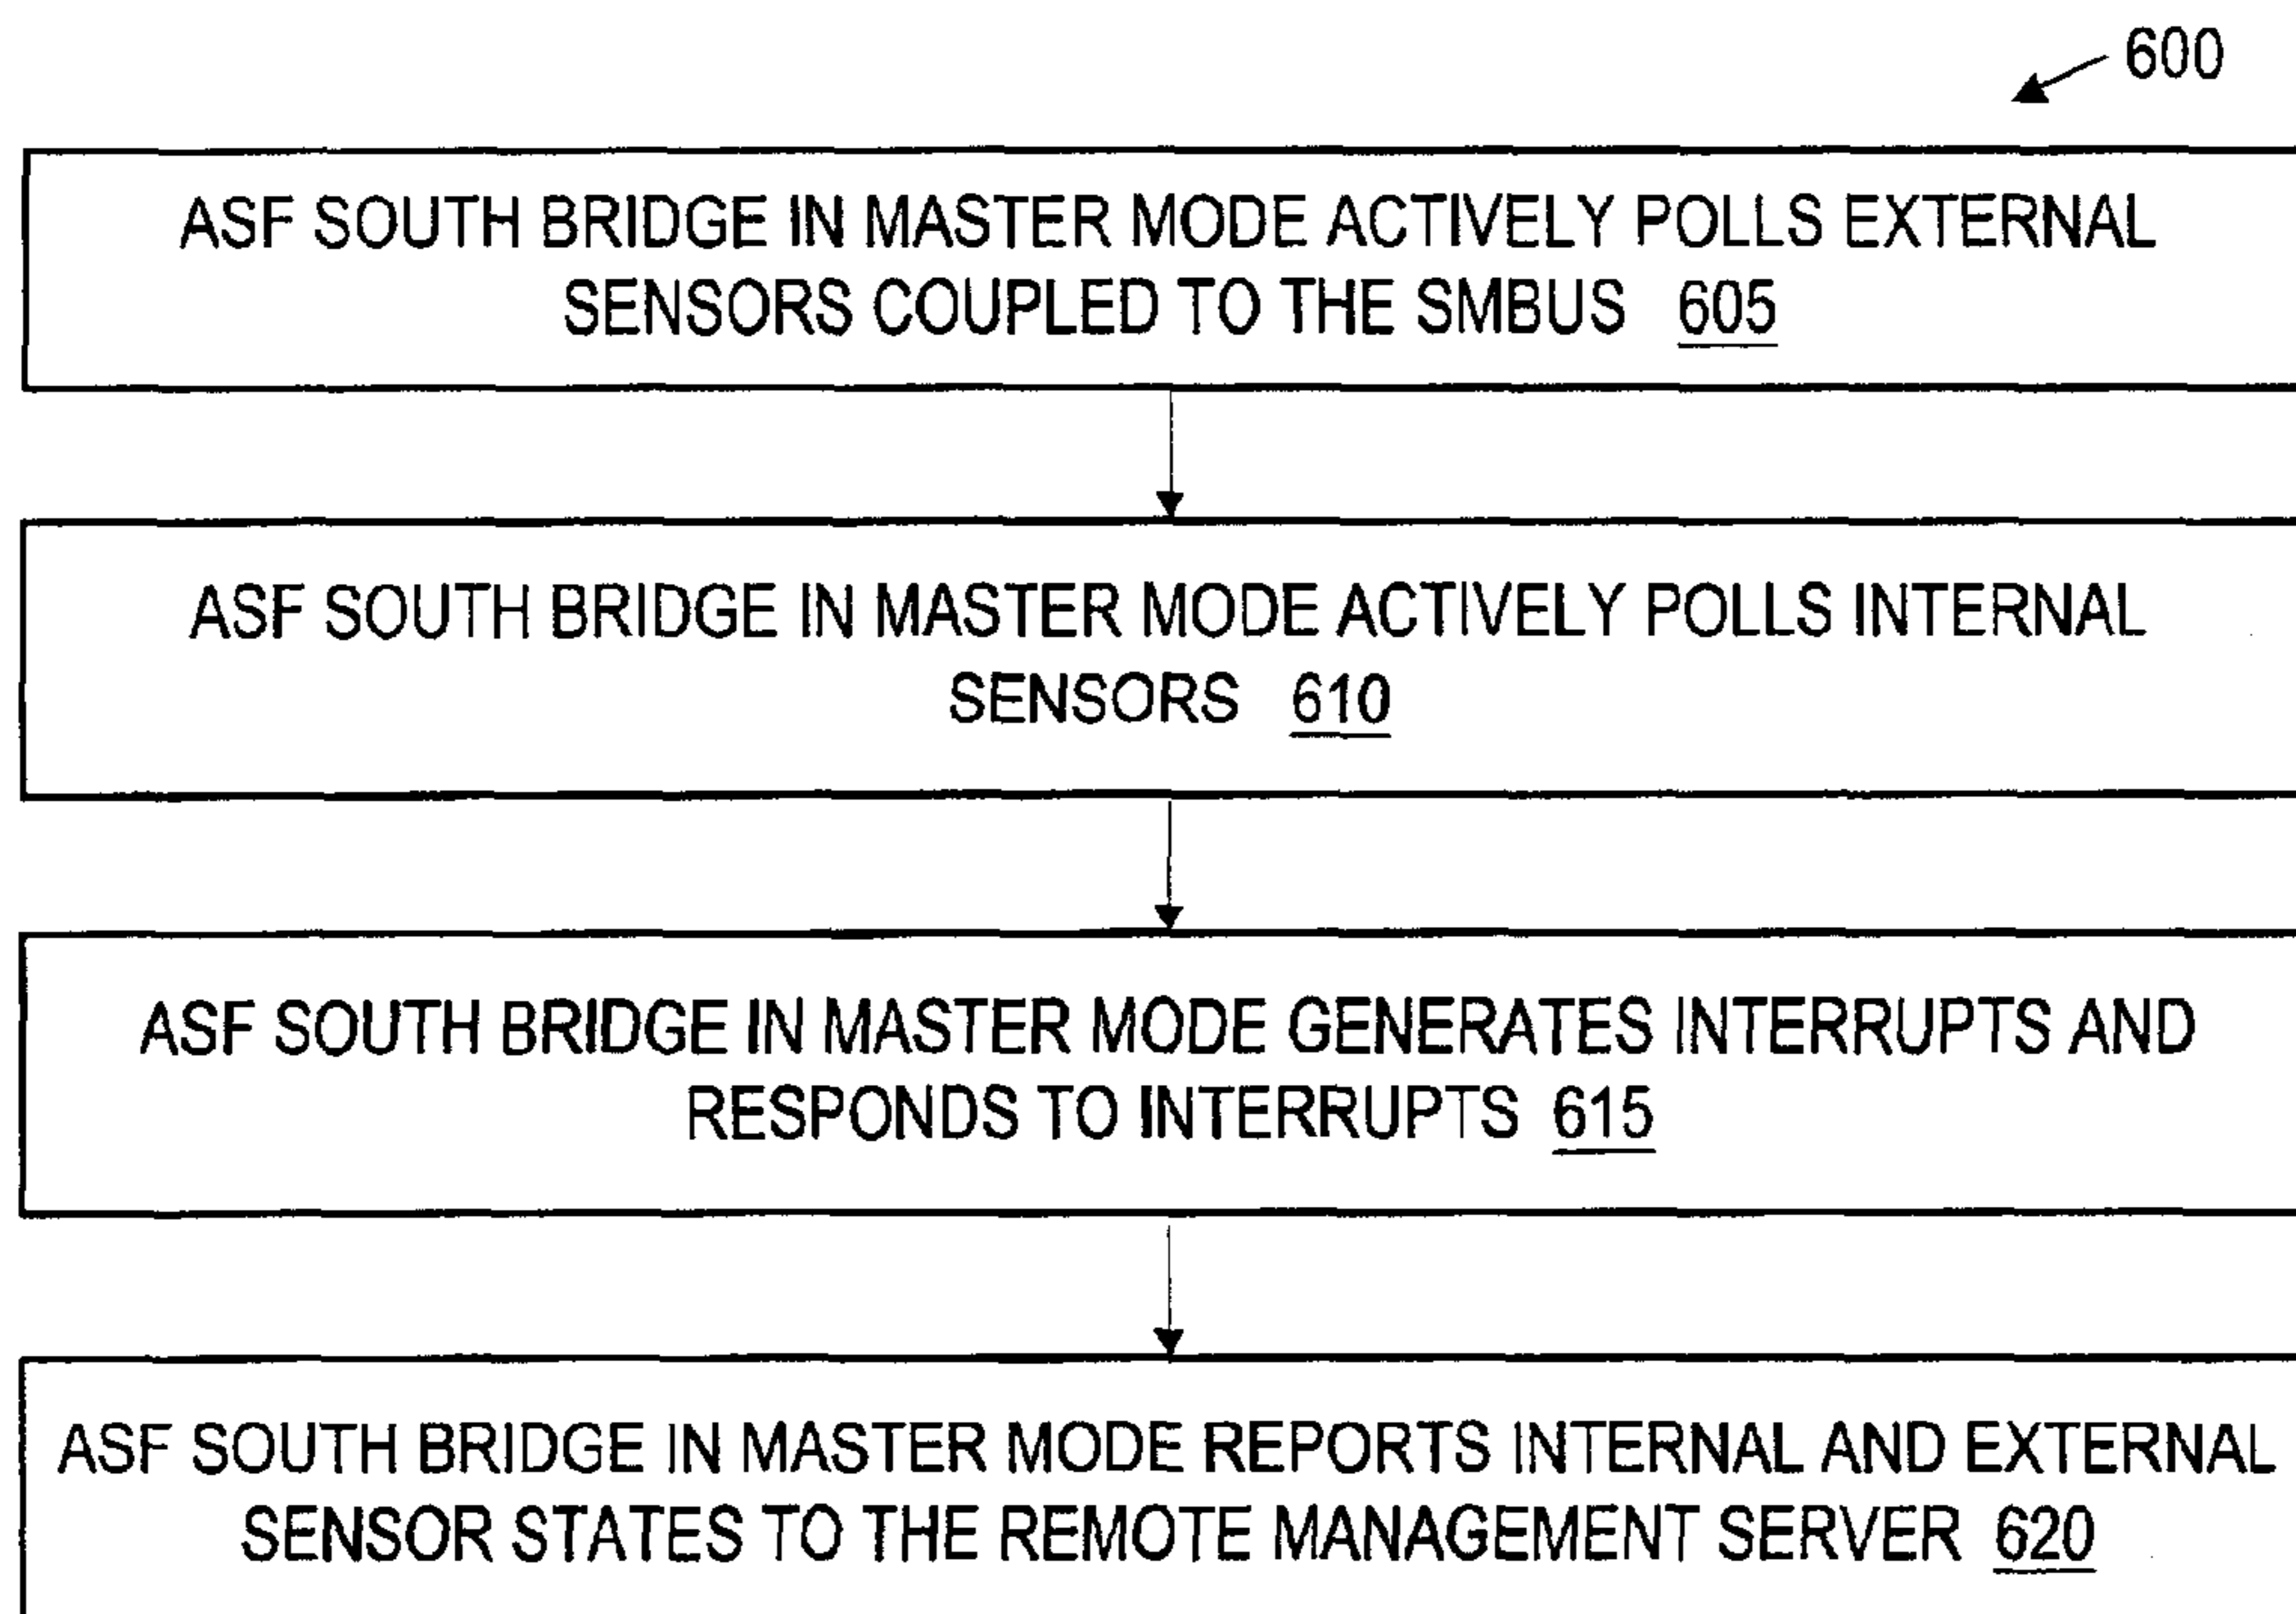 600
ASF SOUTH BRIDGE IN MASTER MODE ACTIVELY POLLS EXTERNAL
SENSORS COUPLED TO THE SMBUS 605
ASF SOUTH BRIDGE IN MASTER MODE ACTIVELY POLLS INTERNAL
SENSORS 610
ASF SOUTH BRIDGE IN MASTER MODE GENERATES INTERRUPTS AND
RESPONDS TO INTERRUPTS 615
ASF SOUTH BRIDGE IN MASTER MODE REPORTS INTERNAL AND EXTERNAL
SENSOR STATES TO THE REMOTE MANAGEMENT SERVER 620